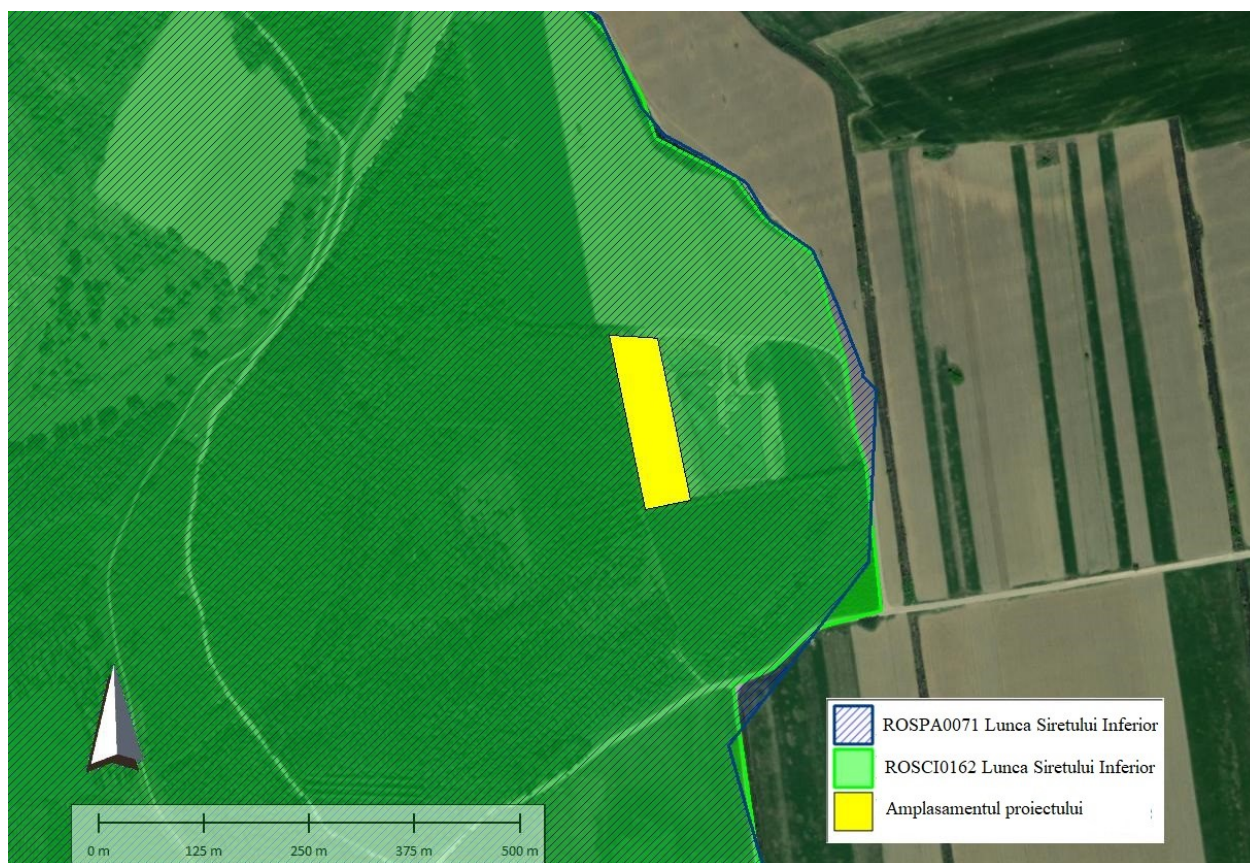 ROSPA0071 Lunca Siretului Inferior
ROSCI0162 Lunca Siretului Inferior
Amplasamentul proiectului
0 m 125 m 250 m 375 m 500 m